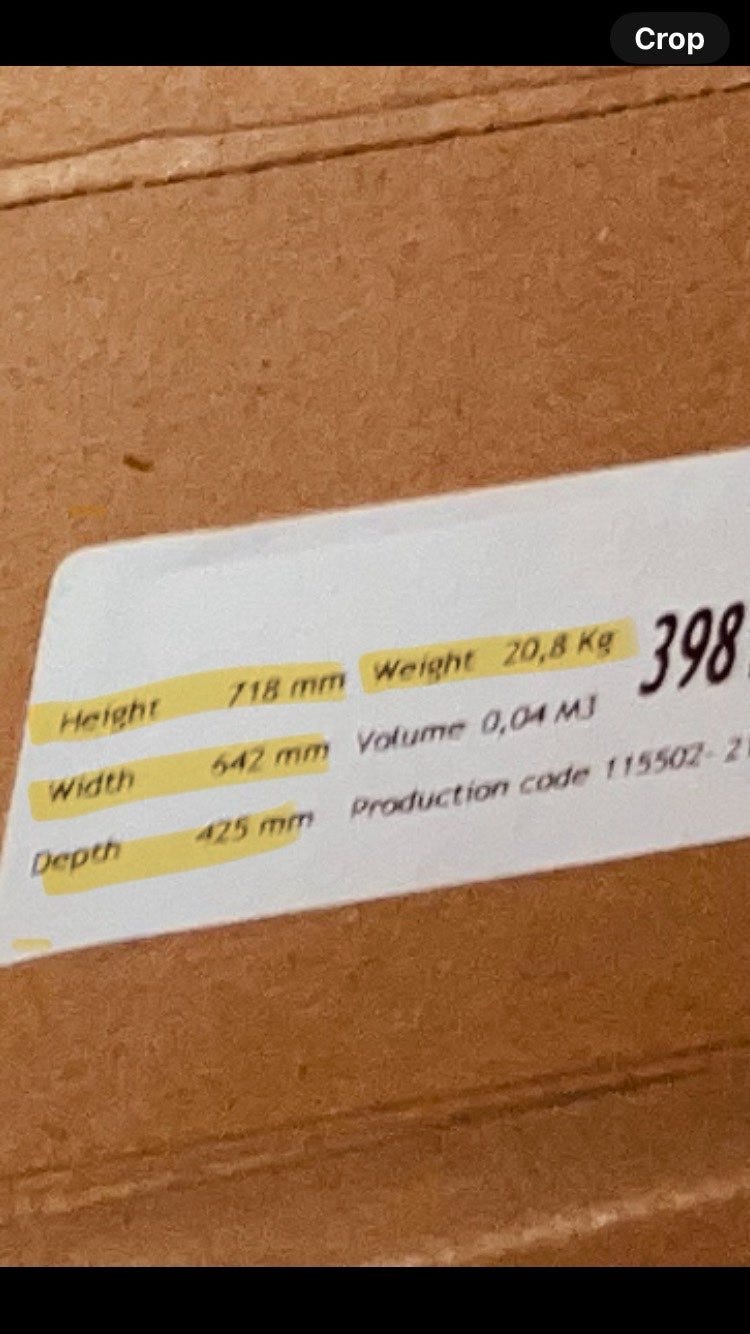 Crop
Height 718 mm Weight 20,8 Kg
Width 642 mm Volume 0,04 M3
Depth 425 mm Production code 115502- 21
398